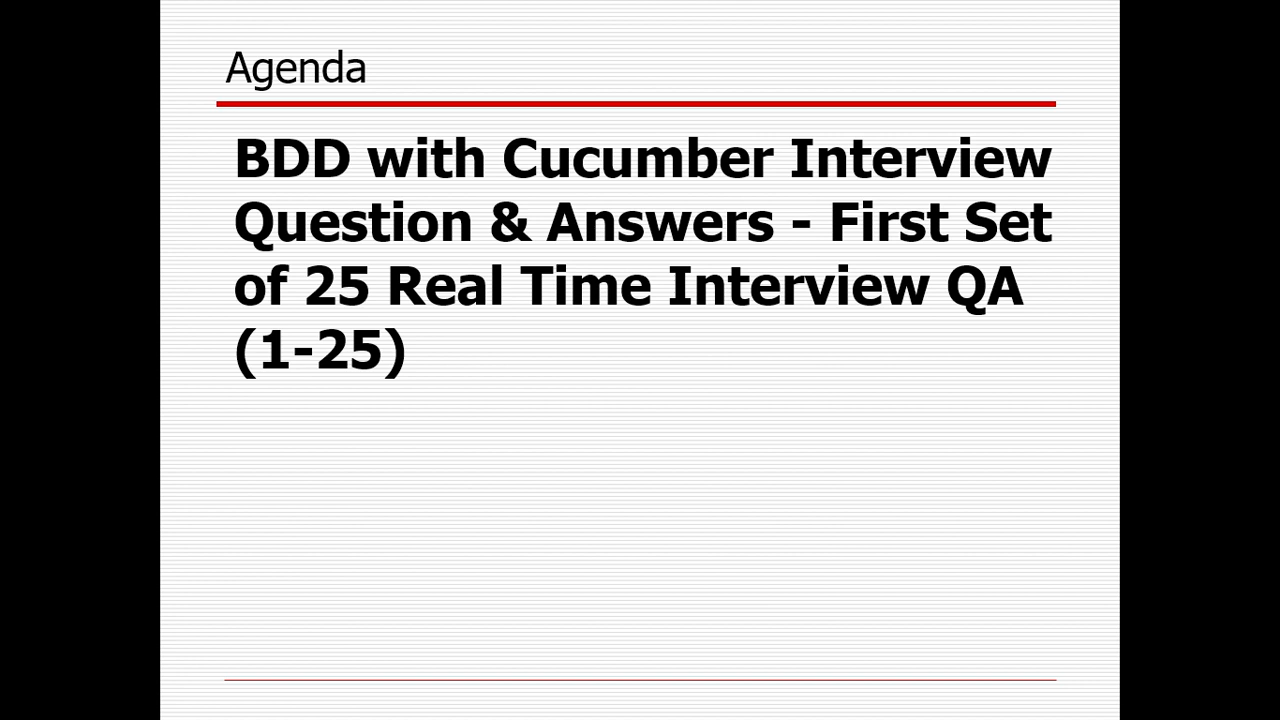 Agenda
BDD with Cucumber Interview
Question & Answers - First Set
of 25 Real Time Interview QA
(1-25)